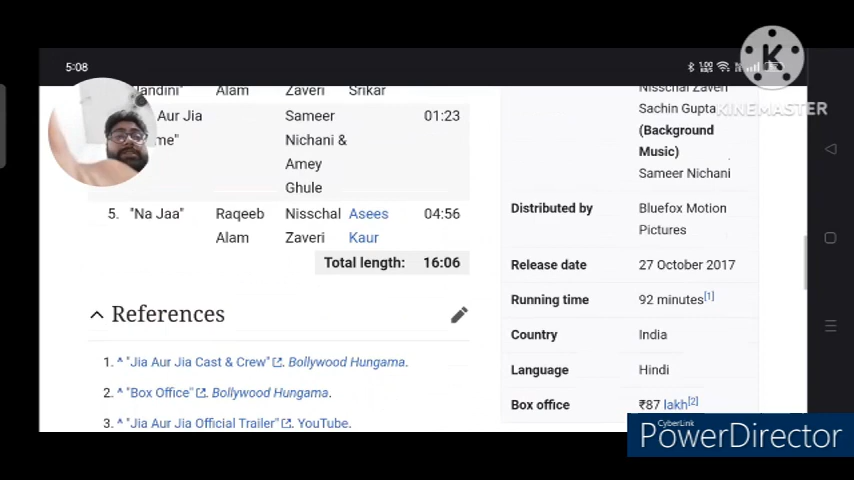 5:08
KINEMASTER
Alam
Zaveri
Srikar
Aur Jia
Sameer
01:23
Nichani &
Amey
Ghule
5.
"Na Jaa"
Raqeeb
Nisschal
Asees
04:56
Alam
Zaveri
Kaur
Total length:
16:06
References
1. ^ "Jia Aur Jia Cast & Crew". Bollywood Hungama.
2. ^ "Box Office". Bollywood Hungama.
3. ^ "Jia Aur Jia Official Trailer". YouTube.
Nisschal Zaveri
Sachin Gupta
(Background
Music)
Sameer Nichani
Distributed by
Bluefox Motion
Pictures
Release date
27 October 2017
Running time
92 minutes[1]
Country
India
Language
Hindi
Box office
₹87 lakh[2]
CyberLink
PowerDirector